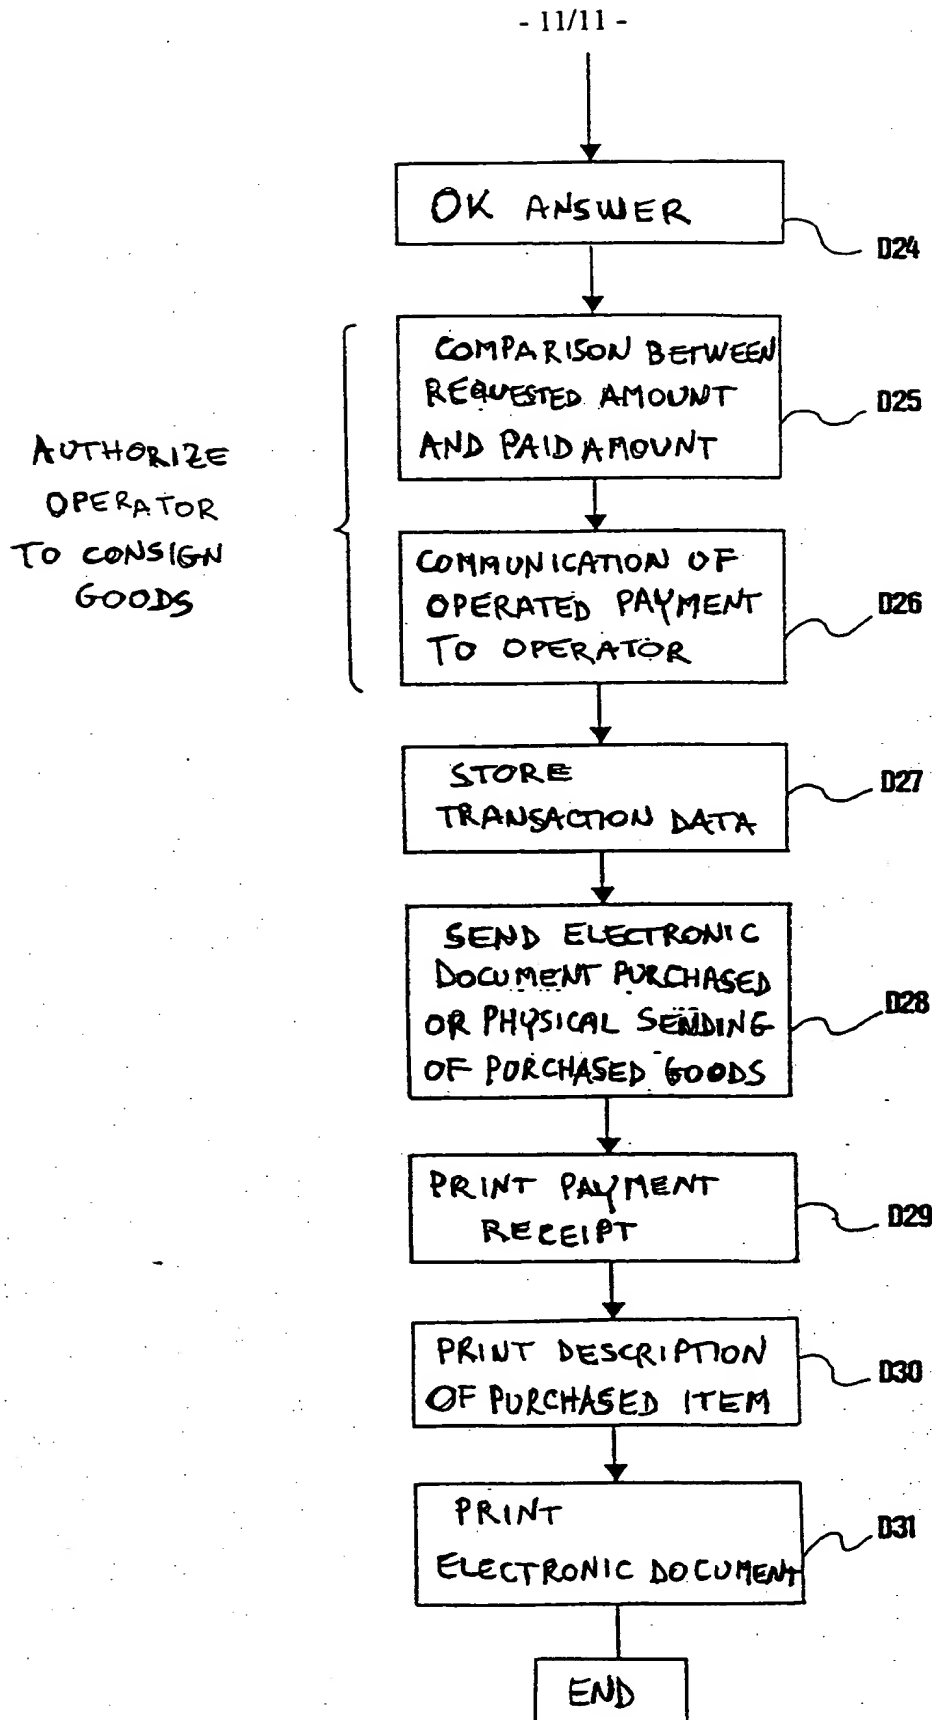 - 11/11 -
OK ANSWER
D24
COMPARISON BETWEEN
REQUESTED AMOUNT
AND PAID AMOUNT
D25
AUTHORIZE
OPERATOR
TO CONSIGN
GOODS
COMMUNICATION OF
OPERATED PAYMENT
TO OPERATOR
D26
STORE
TRANSACTION DATA
D27
SEND ELECTRONIC
DOCUMENT PURCHASED
OR PHYSICAL SENDING
OF PURCHASED GOODS
D28
PRINT PAYMENT
RECEIPT
D29
PRINT DESCRIPTION
OF PURCHASED ITEM
D30
PRINT
ELECTRONIC DOCUMENT
D31
END